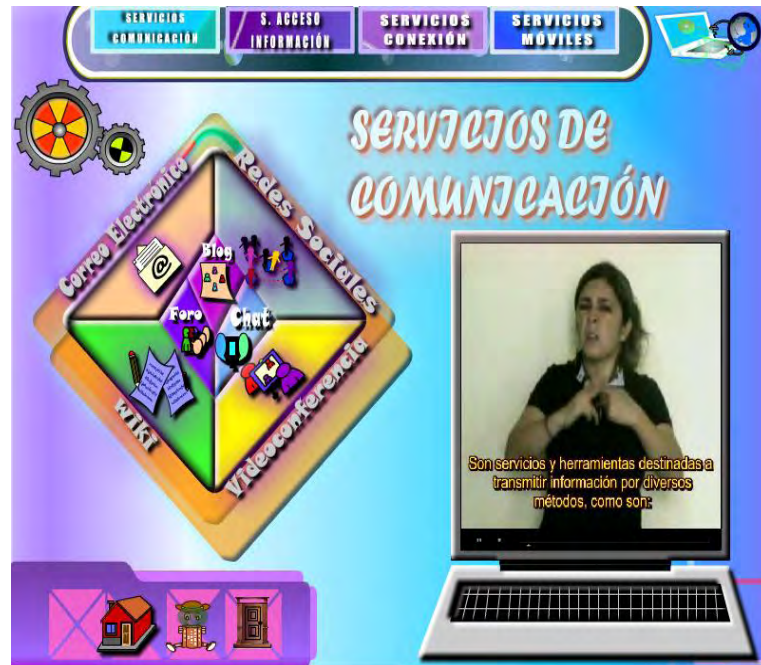 SERVICIOS
COMUNICACIÓN
S. ACCESO
INFORMACIÓN
SERVICIOS
CONEXIÓN
SERVICIOS
MÓVILES
SERVICIOS DE
COMUNICACIÓN
Correo Electronico
Redes Sociales
Blog
Foro
Chat
Wiki
Videoconferencia
Son servicios y herramientas destinadas a
transmitir información por diversos
métodos, como son: